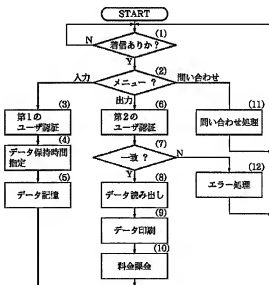 START
(1)
着信ありか？
N
Y
(2)
メニュー？
入力
問い合わせ
出力
(3)
第1の
ユーザ認証
(6)
第2の
ユーザ認証
(11)
問い合わせ処理
(4)
データ保持時間
指定
(7)
一致？
N
Y
(5)
データ記憶
(8)
データ読み出し
(12)
エラー処理
(9)
データ印刷
(10)
料金課金